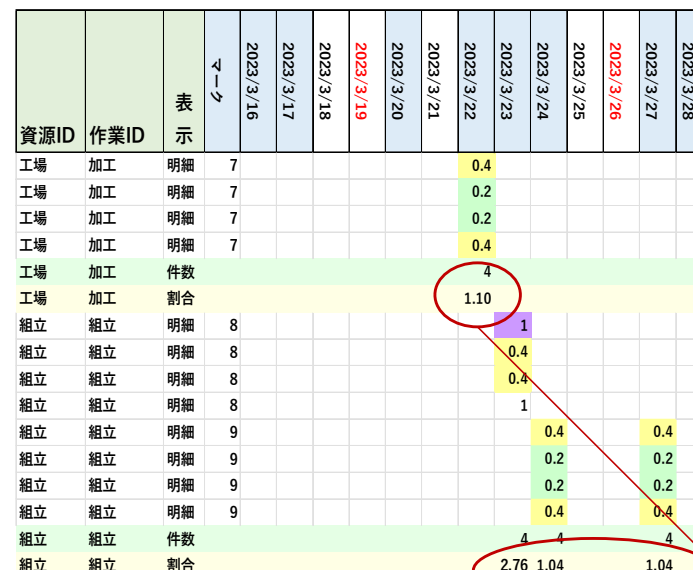 資源ID 作業ID 表示 マーク 2023/3/16 2023/3/17 2023/3/18 2023/3/19 2023/3/20 2023/3/21 2023/3/22 2023/3/23 2023/3/24 2023/3/25 2023/3/26 2023/3/27 2023/3/28
工場 加工 明細 7 0.4
工場 加工 明細 7 0.2
工場 加工 明細 7 0.2
工場 加工 明細 7 0.4
工場 加工 件数 4
工場 加工 割合 1.10
組立 組立 明細 8 1
組立 組立 明細 8 0.4
組立 組立 明細 8 0.4
組立 組立 明細 8 1
組立 組立 明細 9 0.4 0.4
組立 組立 明細 9 0.2 0.2
組立 組立 明細 9 0.2 0.2
組立 組立 明細 9 0.4 0.4
組立 組立 件数 4 4 4
組立 組立 割合 2.76 1.04 1.04